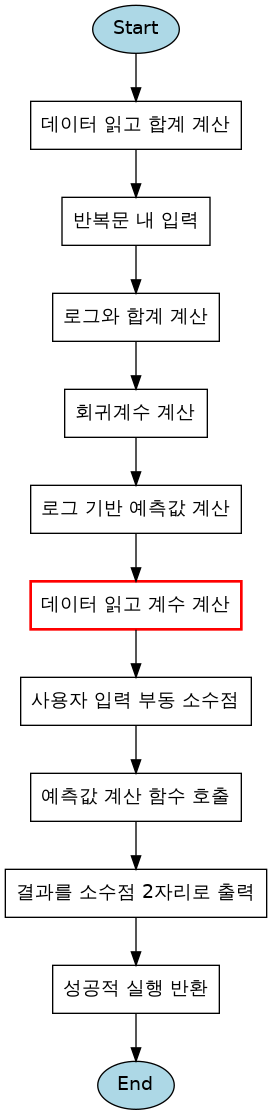 Start
데이터 읽고 합계 계산
반복문 내 입력
로그와 합계 계산
회귀계수 계산
로그 기반 예측값 계산
데이터 읽고 계수 계산
사용자 입력 부동 소수점
예측값 계산 함수 호출
결과를 소수점 2자리로 출력
성공적 실행 반환
End